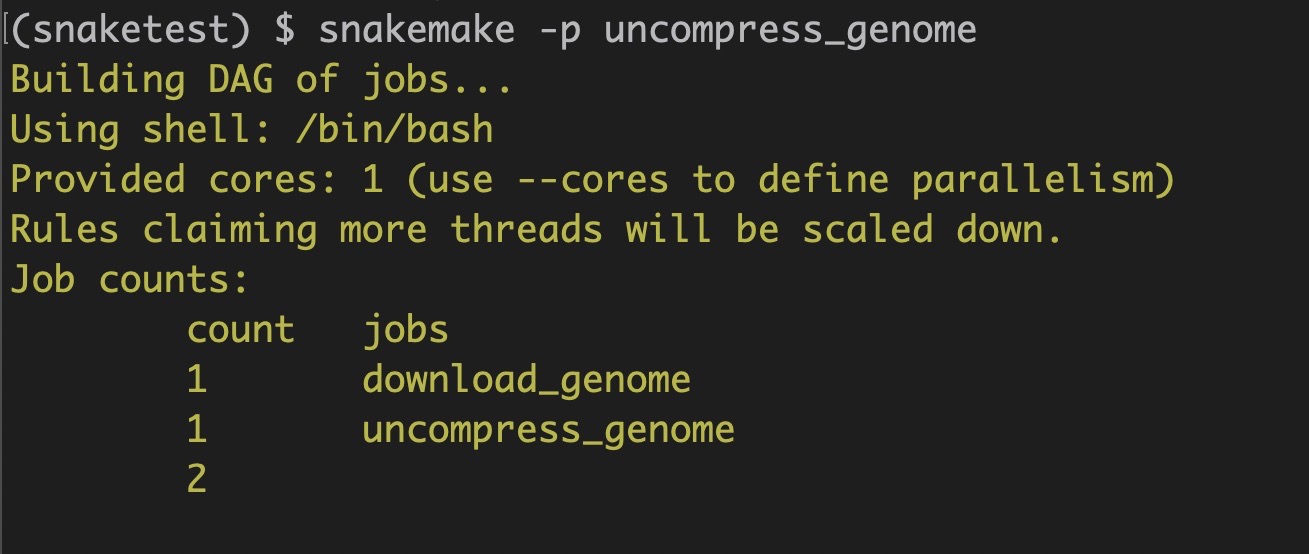 (snaketest) $ snakemake -p uncompress_genome
Building DAG of jobs...
Using shell: /bin/bash
Provided cores: 1 (use --cores to define parallelism)
Rules claiming more threads will be scaled down.
Job counts:
        count   jobs
        1       download_genome
        1       uncompress_genome
        2